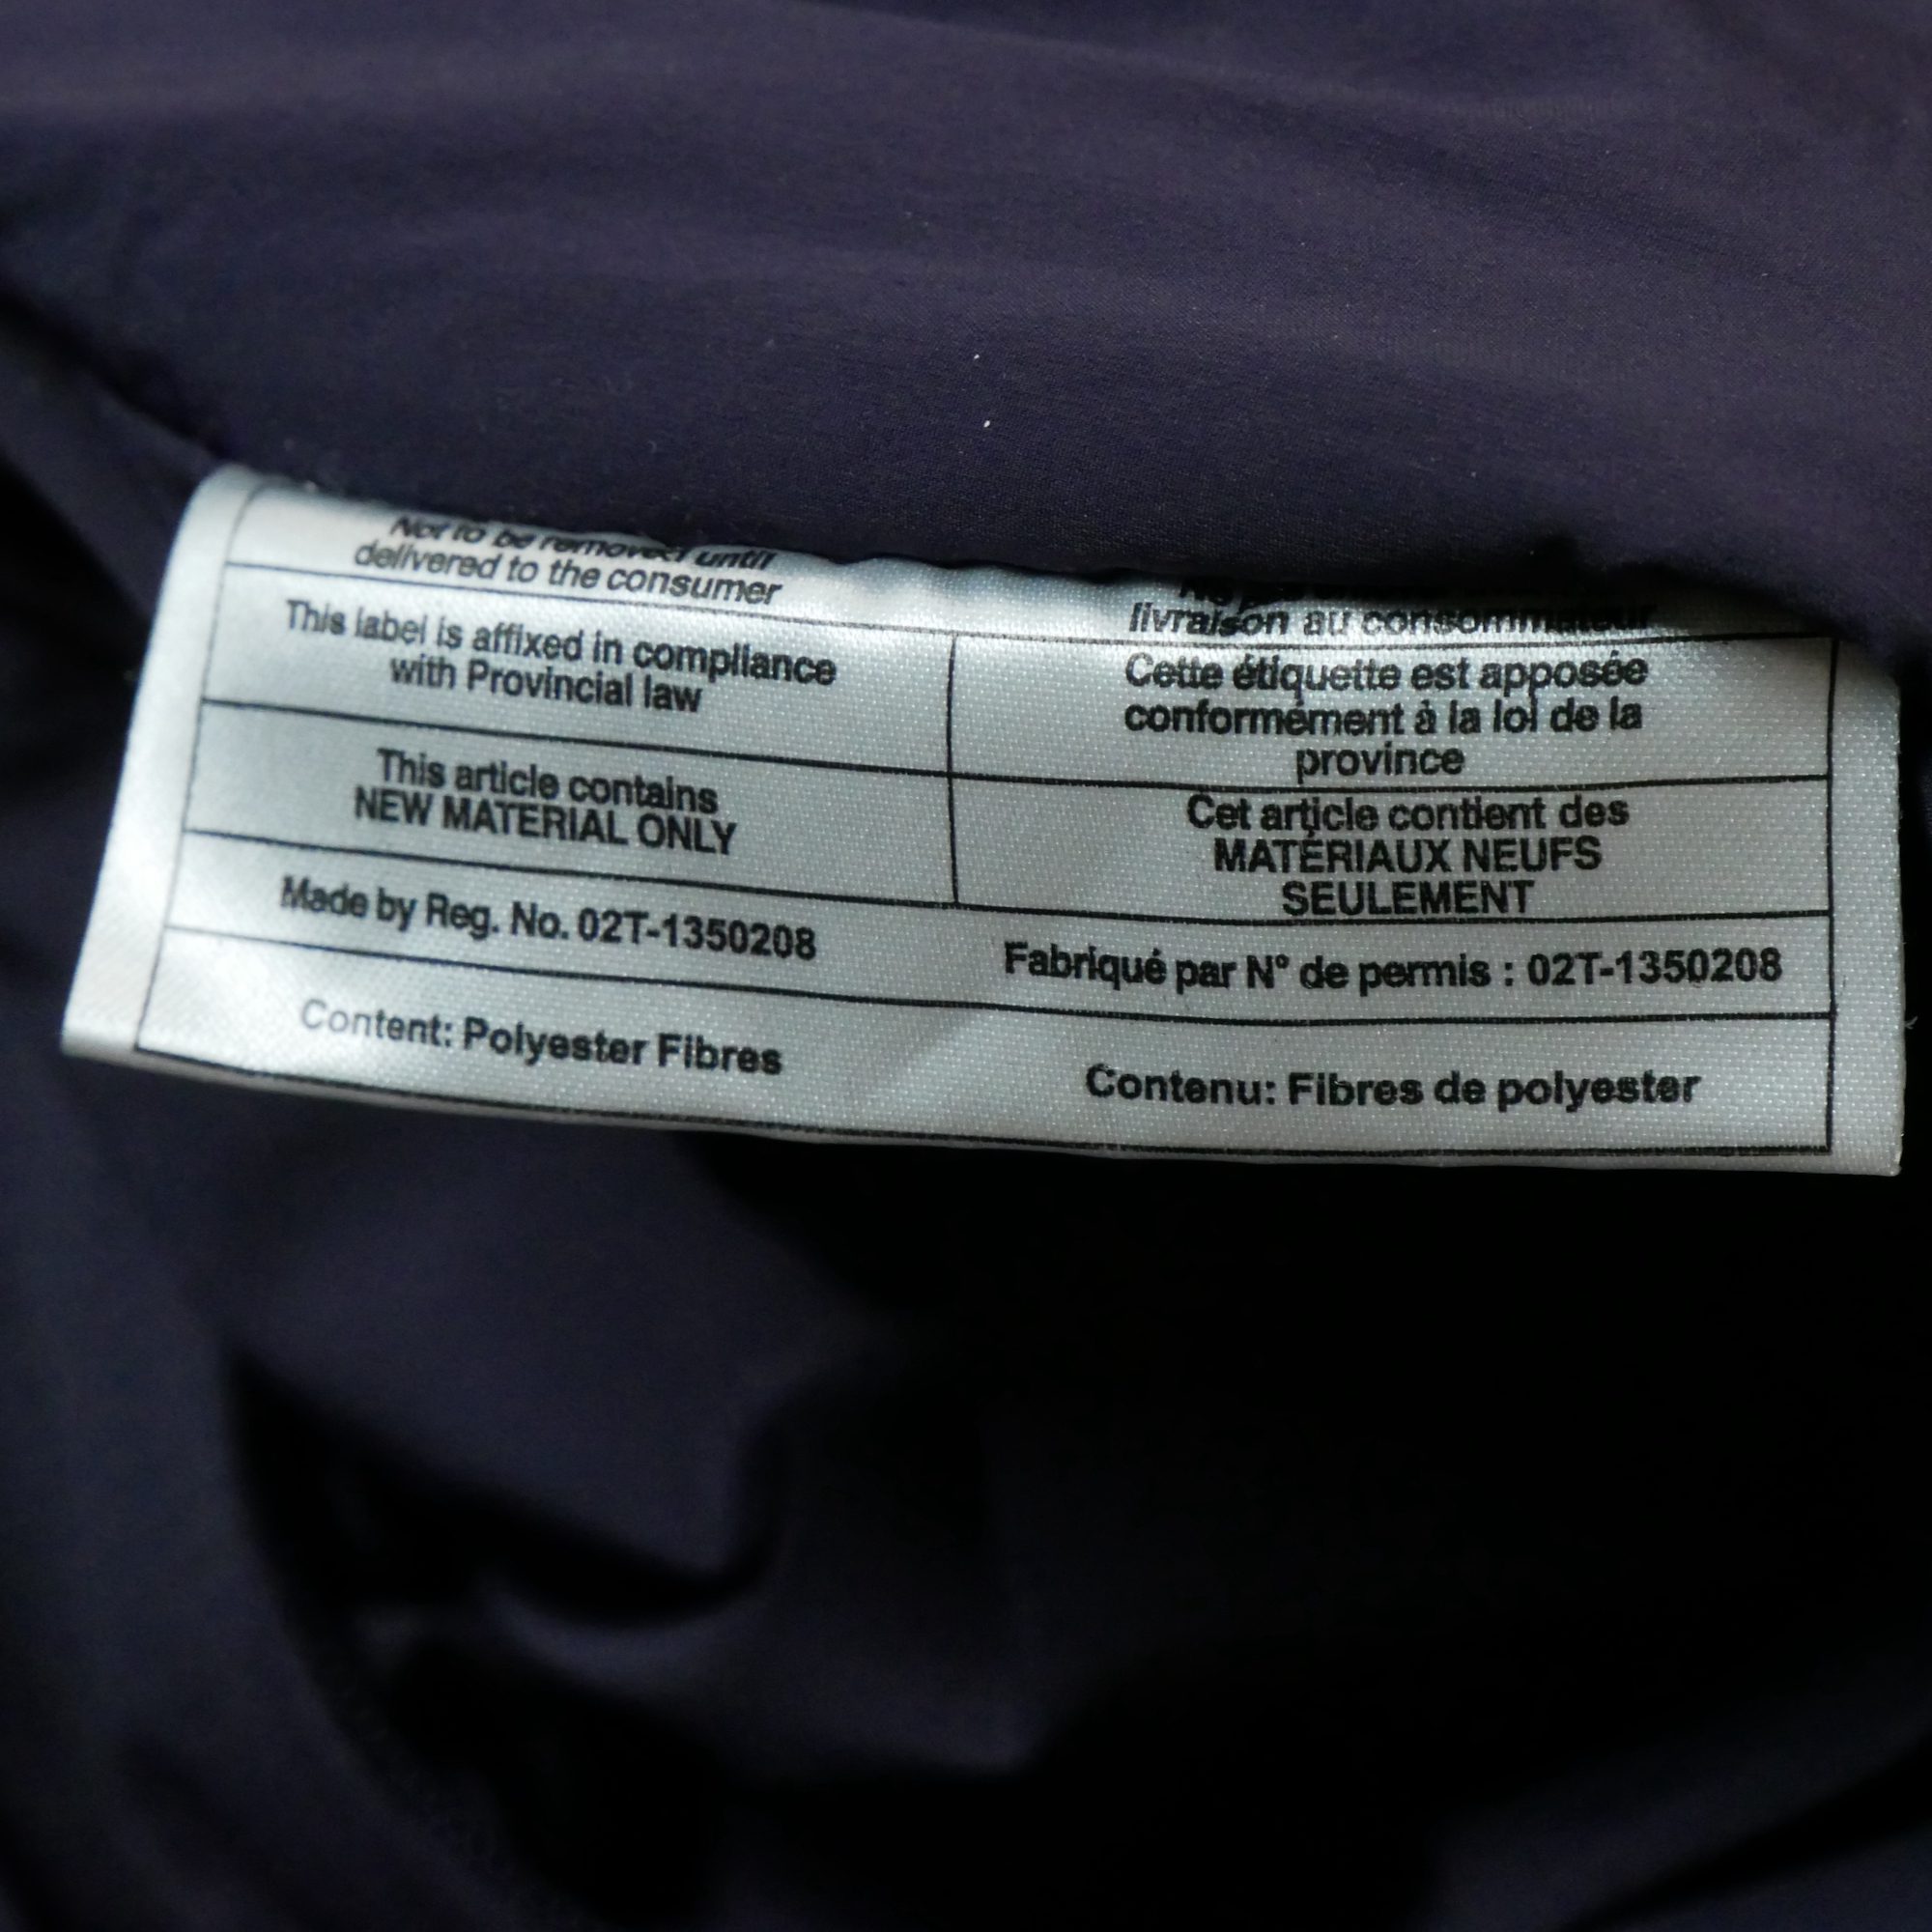 Not to be removed until
delivered to the consumer
livraison au consommateur
This label is affixed in compliance
with Provincial law
Cette étiquette est apposée
conformément à la loi de la
province
This article contains
NEW MATERIAL ONLY
Cet article contient des
MATÉRIAUX NEUFS
SEULEMENT
Made by Reg. No. 02T-1350208
Fabriqué par N° de permis : 02T-1350208
Content: Polyester Fibres
Contenu: Fibres de polyester